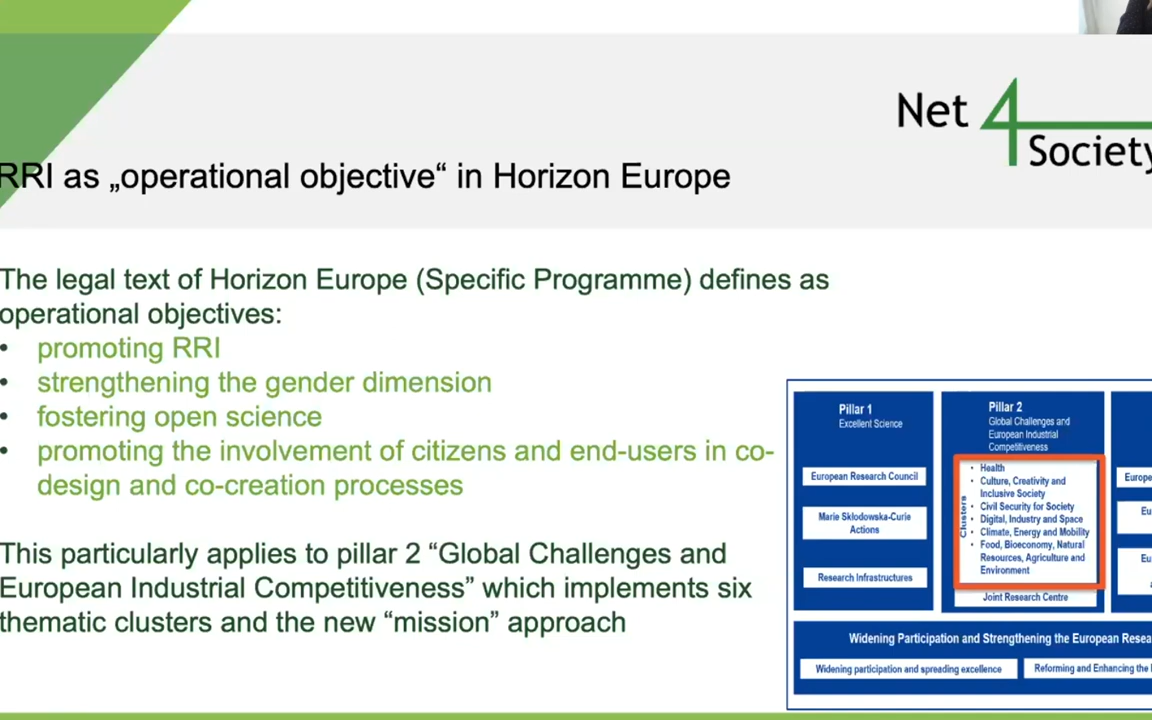 Net 4 Society
RRI as „operational objective“ in Horizon Europe
The legal text of Horizon Europe (Specific Programme) defines as
operational objectives:
• promoting RRI
• strengthening the gender dimension
• fostering open science
• promoting the involvement of citizens and end-users in co-
design and co-creation processes
This particularly applies to pillar 2 “Global Challenges and
European Industrial Competitiveness” which implements six
thematic clusters and the new “mission” approach
Pillar 1
Excellent Science
European Research Council
Marie Skłodowska-Curie
Actions
Research Infrastructures
Pillar 2
Global Challenges and
European Industrial
Competitiveness
Clusters
• Health
• Culture, Creativity and
Inclusive Society
• Civil Security for Society
• Digital, Industry and Space
• Climate, Energy and Mobility
• Food, Bioeconomy, Natural
Resources, Agriculture and
Environment
Joint Research Centre
Widening Participation and Strengthening the European
Widening participation and spreading excellence
Reforming and Enhancing the